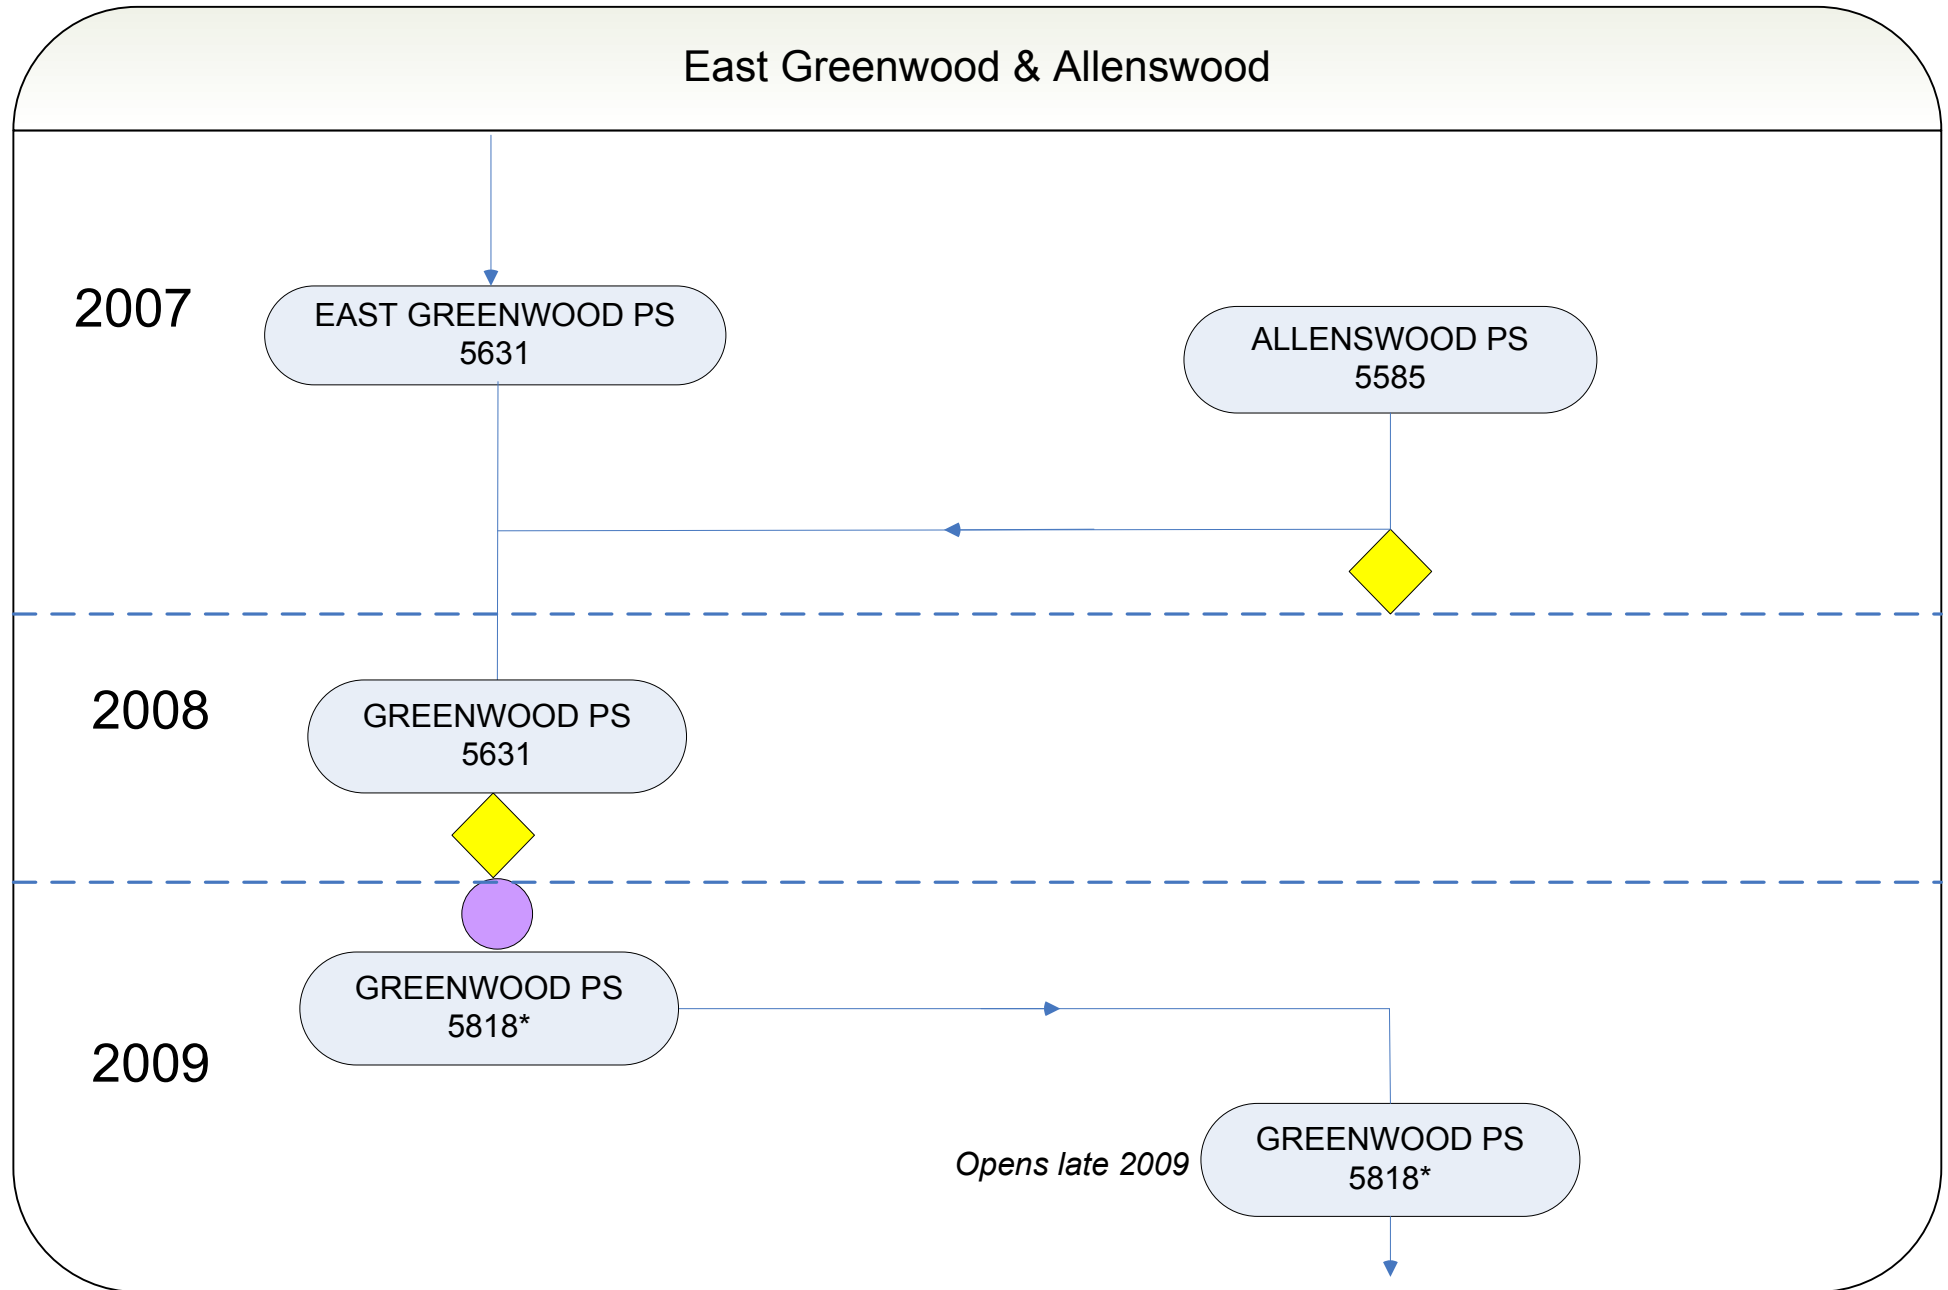 East Greenwood & Allenswood
2007
EAST GREENWOOD PS
5631
ALLENSWOOD PS
5585
2008
GREENWOOD PS
5631
2009
GREENWOOD PS
5818*
Opens late 2009
GREENWOOD PS
5818*